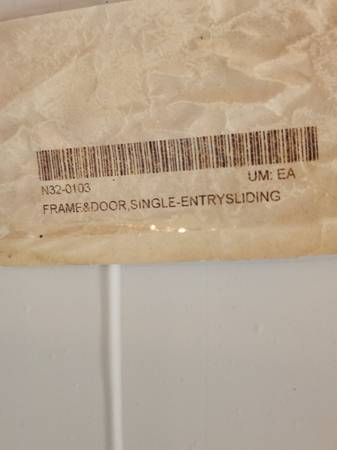 N32-0103 UM: EA
FRAME&DOOR,SINGLE-ENTRYSLIDING